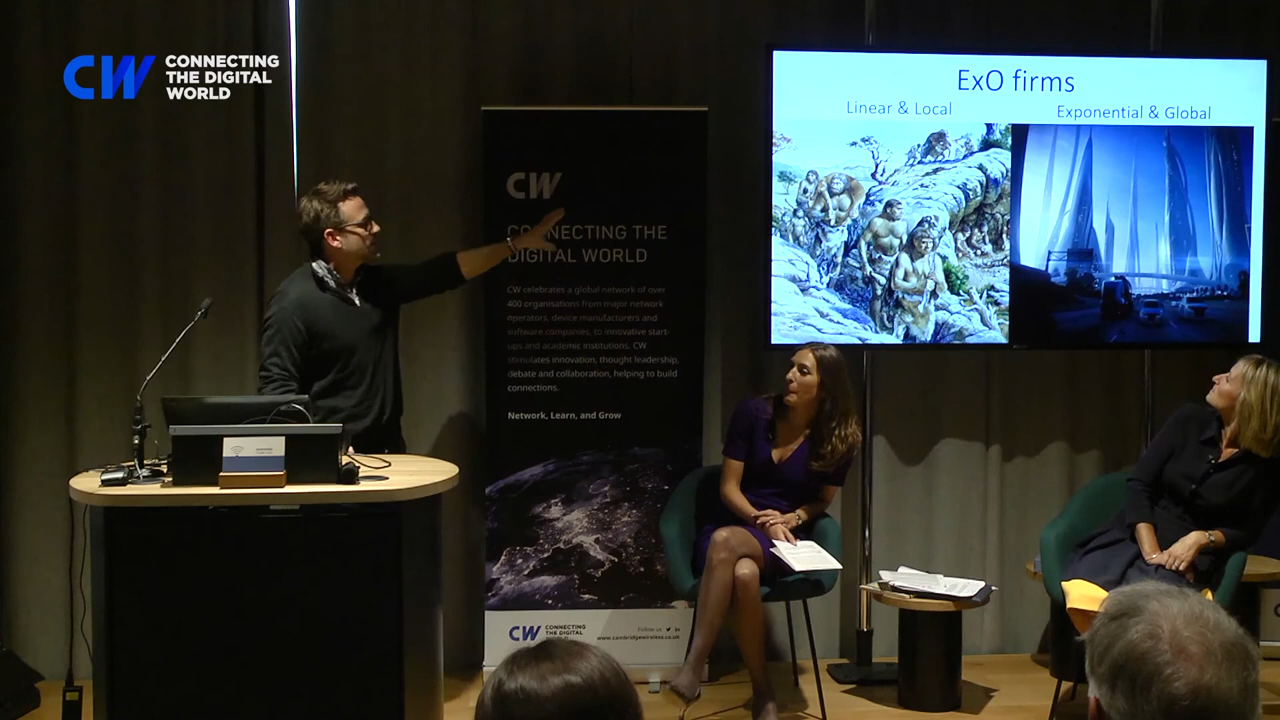 CW CONNECTING
THE DIGITAL
WORLD
ExO firms
Linear & Local
Exponential & Global
CW
CONNECTING THE
DIGITAL WORLD
CW celebrates a global network of over
400 organisations from major network
operators, device manufacturers and
software companies, to innovative start-
ups and academic institutions. CW
stimulates innovation, thought leadership,
debate and collaboration, helping to build
connections.
Network, Learn, and Grow
CW CONNECTING
THE DIGITAL
WORLD
Follow us
www.cambridgewireless.co.uk